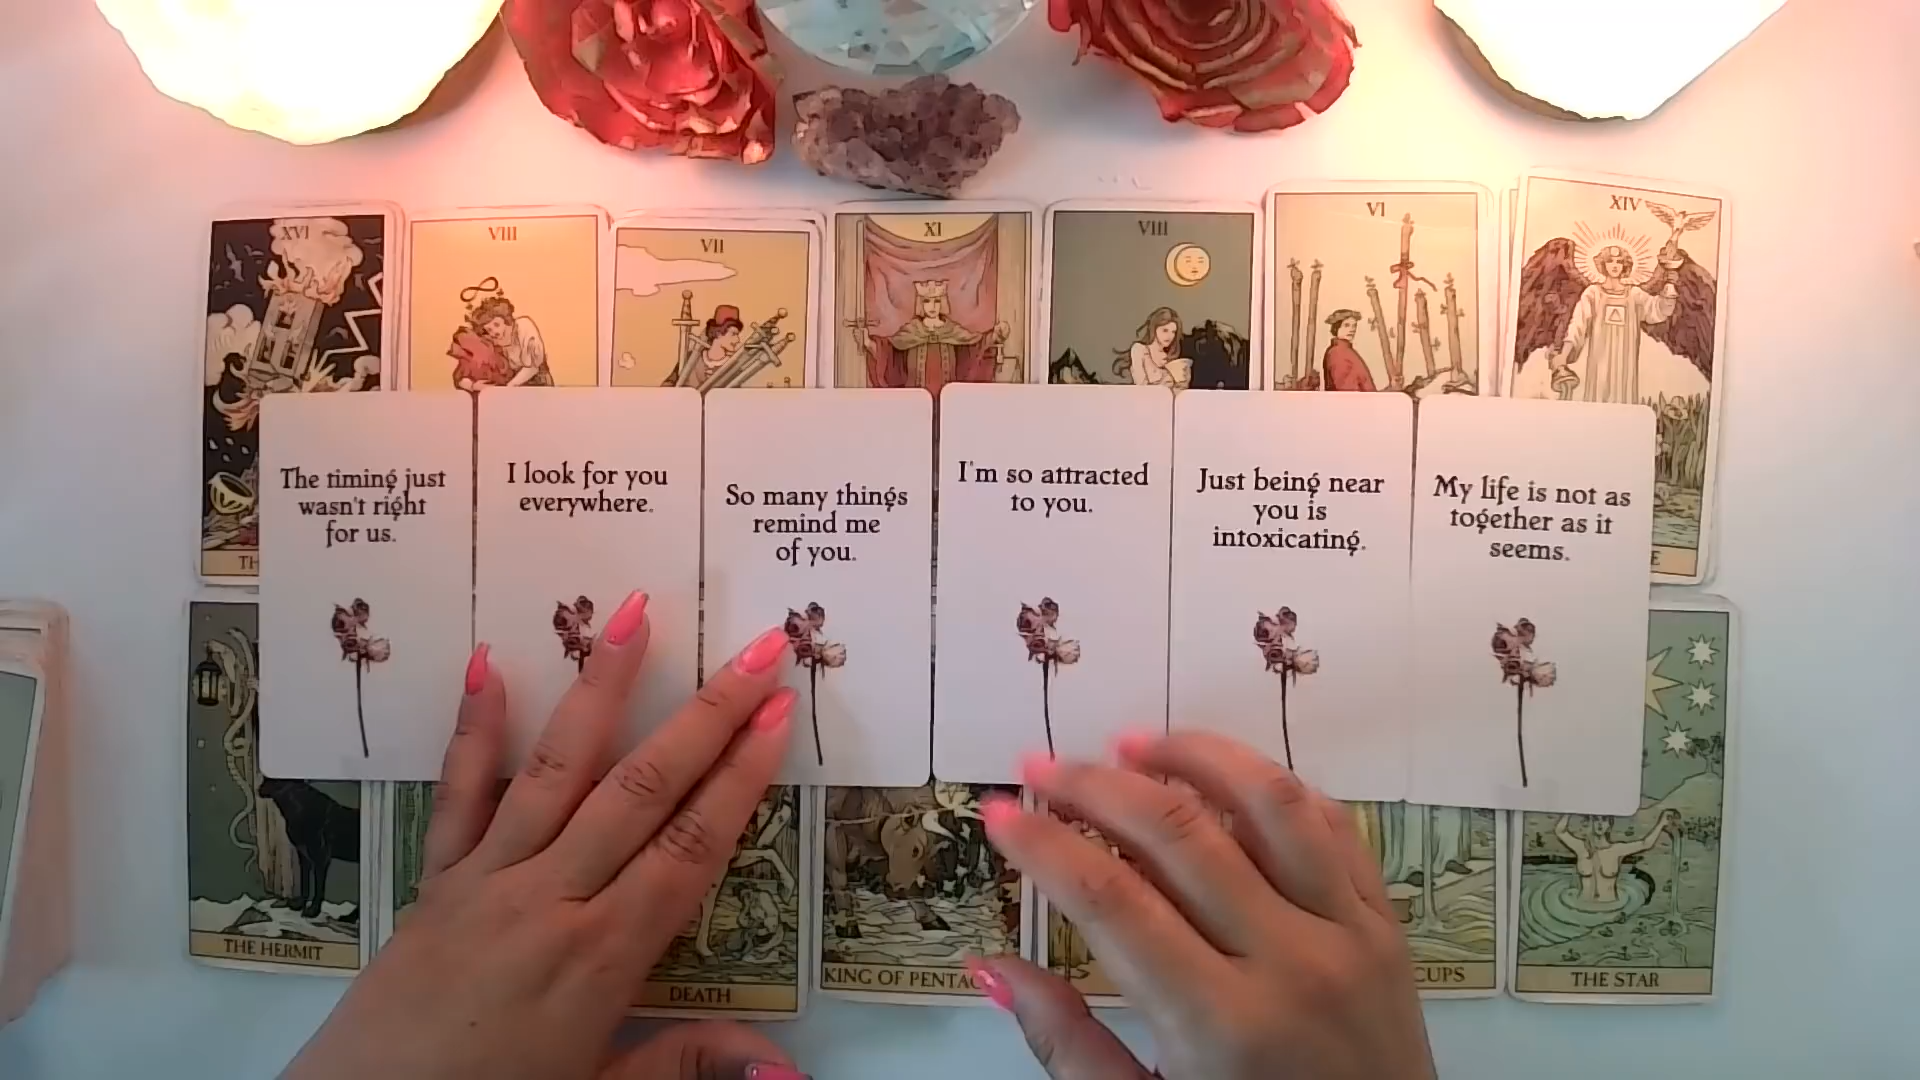 XVI
VIII
VII
XI
VIII
VI
XIV
The timing just
wasn't right
for us.
I look for you
everywhere.
So many things
remind me
of you.
I'm so attracted
to you.
Just being near
you is
intoxicating.
My life is not as
together as it
seems.
THE HERMIT
DEATH
KING OF
CUPS
THE STAR